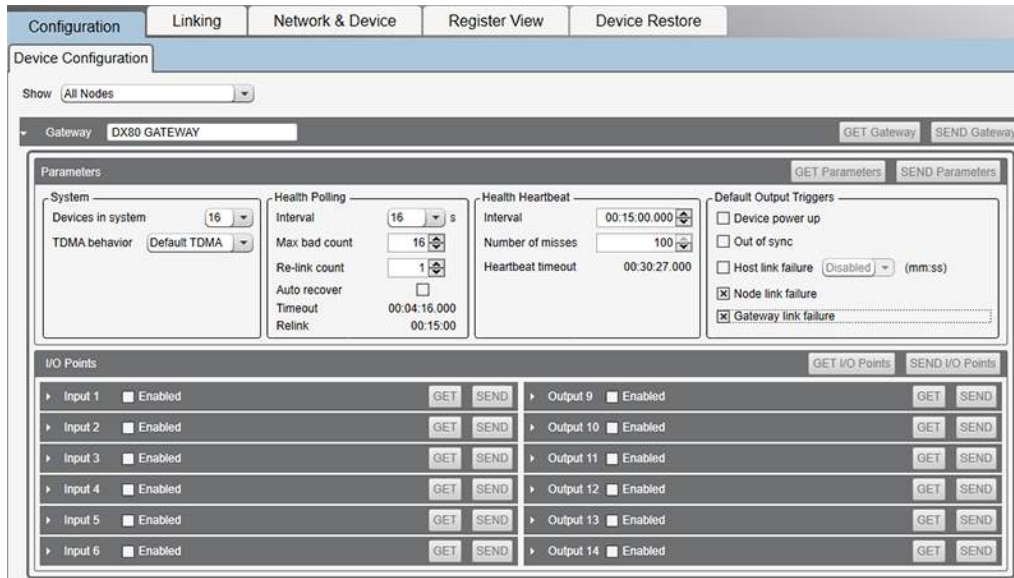 Configuration Linking Network & Device Register View Device Restore
Device Configuration
Show All Nodes
Gateway DX80 GATEWAY GET Gateway SEND Gateway
Parameters GET Parameters SEND Parameters
System
Devices in system 16
TDMA behavior Default TDMA
Health Polling
Interval 16 s
Max bad count 16
Re-link count 1
Auto recover
Timeout 00:04:16.000
Relink 00:15:00
Health Heartbeat
Interval 00:15:00.000
Number of misses 100
Heartbeat timeout 00:30:27.000
Default Output Triggers
Device power up
Out of sync
Host link failure Disabled (mm:ss)
Node link failure
Gateway link failure
I/O Points GET I/O Points SEND I/O Points
Input 1 Enabled GET SEND Output 9 Enabled GET SEND
Input 2 Enabled GET SEND Output 10 Enabled GET SEND
Input 3 Enabled GET SEND Output 11 Enabled GET SEND
Input 4 Enabled GET SEND Output 12 Enabled GET SEND
Input 5 Enabled GET SEND Output 13 Enabled GET SEND
Input 6 Enabled GET SEND Output 14 Enabled GET SEND